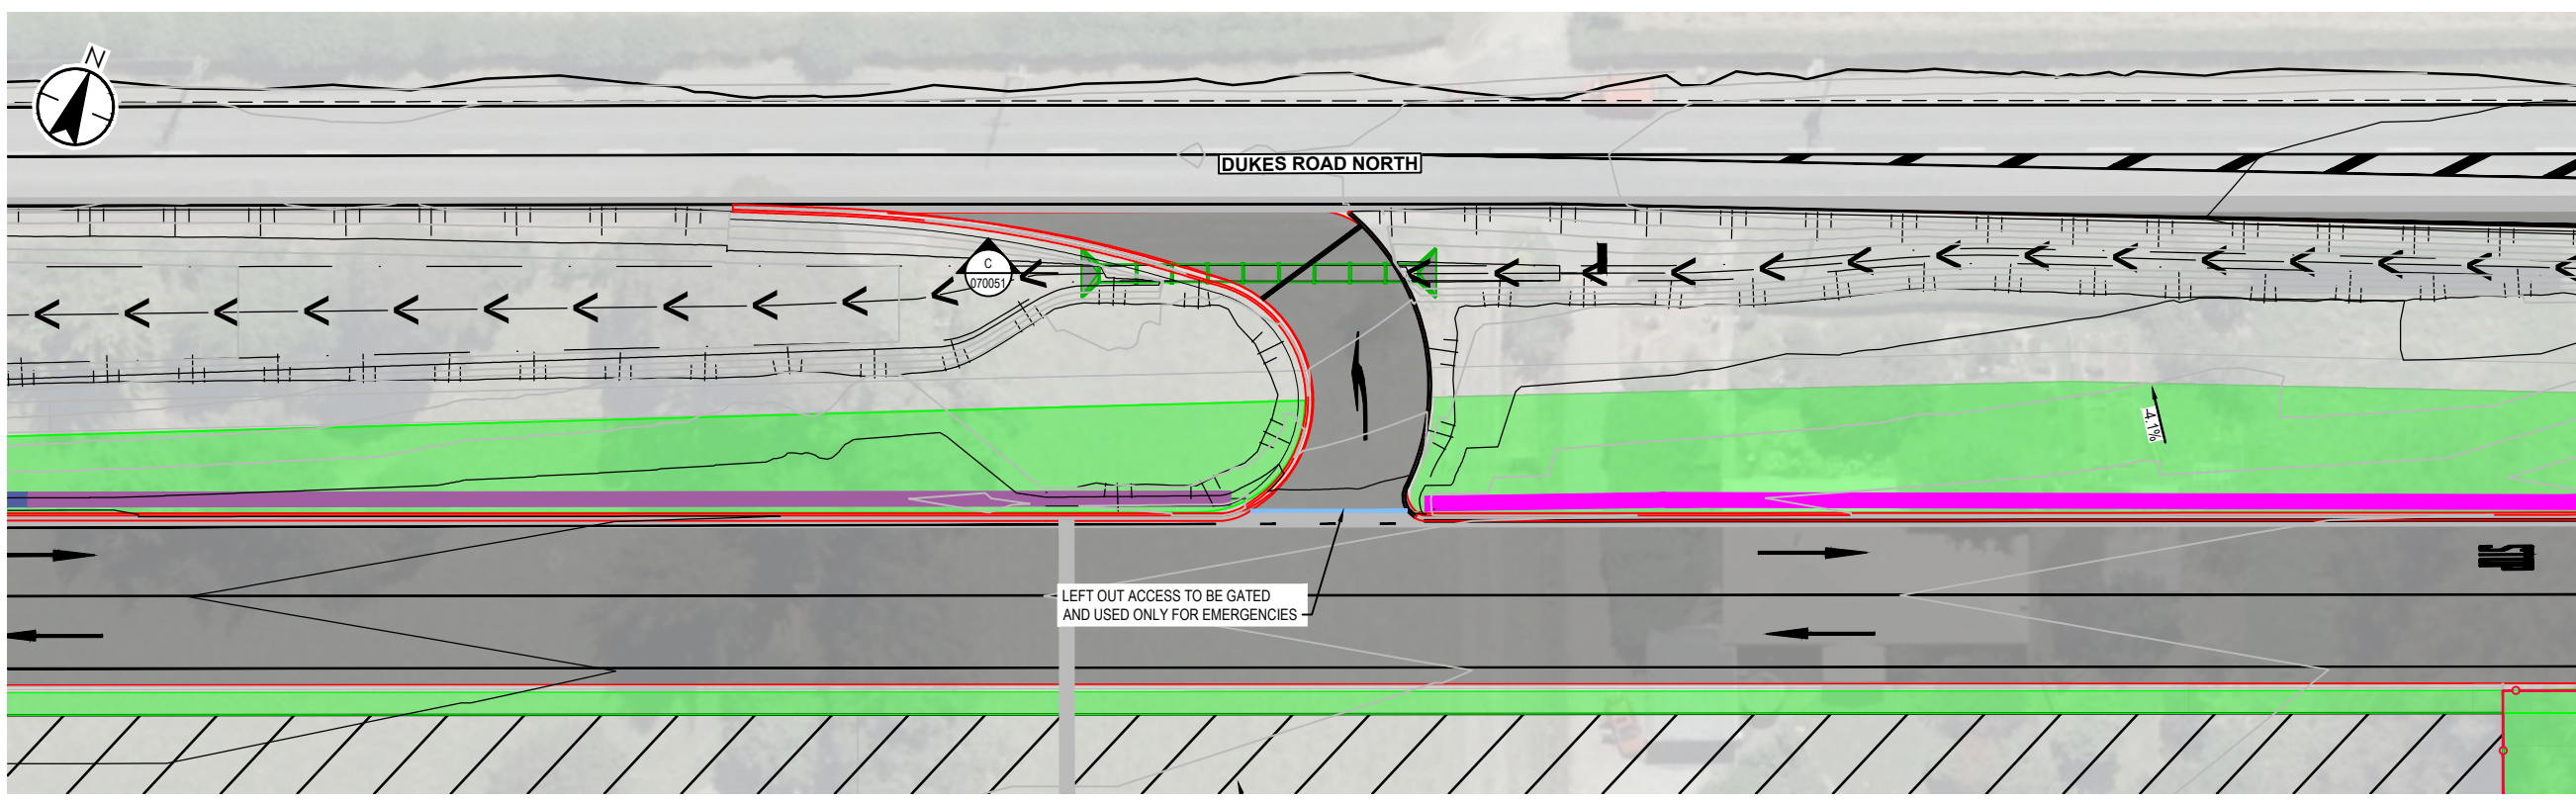 N
DUKES ROAD NORTH
C
070051
-4.1%
LEFT OUT ACCESS TO BE GATED
AND USED ONLY FOR EMERGENCIES